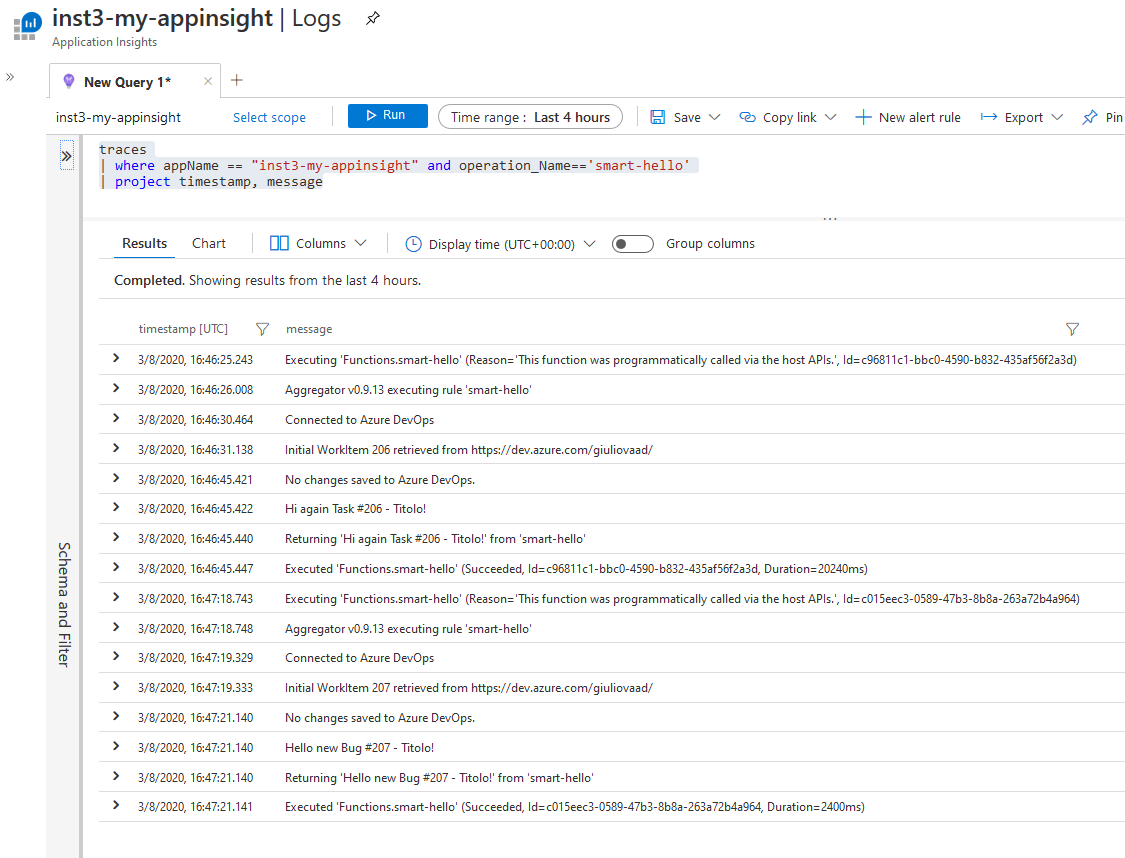 inst3-my-appinsight | Logs
Application Insights
New Query 1*
inst3-my-appinsight Select scope Run Time range : Last 4 hours Save Copy link New alert rule Export Pin
traces
| where appName == "inst3-my-appinsight" and operation_Name=='smart-hello'
| project timestamp, message
...
Results Chart Columns Display time (UTC+00:00) Group columns
Completed. Showing results from the last 4 hours.
timestamp [UTC] message
3/8/2020, 16:46:25.243 Executing 'Functions.smart-hello' (Reason='This function was programmatically called via the host APIs.', Id=c96811c1-bbc0-4590-b832-435af56f2a3d)
3/8/2020, 16:46:26.008 Aggregator v0.9.13 executing rule 'smart-hello'
3/8/2020, 16:46:30.464 Connected to Azure DevOps
3/8/2020, 16:46:31.138 Initial WorkItem 206 retrieved from https://dev.azure.com/giuliovaad/
3/8/2020, 16:46:45.421 No changes saved to Azure DevOps.
3/8/2020, 16:46:45.422 Hi again Task #206 - Titolo!
3/8/2020, 16:46:45.440 Returning 'Hi again Task #206 - Titolo!' from 'smart-hello'
3/8/2020, 16:46:45.447 Executed 'Functions.smart-hello' (Succeeded, Id=c96811c1-bbc0-4590-b832-435af56f2a3d, Duration=20240ms)
3/8/2020, 16:47:18.743 Executing 'Functions.smart-hello' (Reason='This function was programmatically called via the host APIs.', Id=c015eec3-0589-47b3-8b8a-263a72b4a964)
3/8/2020, 16:47:18.748 Aggregator v0.9.13 executing rule 'smart-hello'
3/8/2020, 16:47:19.329 Connected to Azure DevOps
3/8/2020, 16:47:19.333 Initial WorkItem 207 retrieved from https://dev.azure.com/giuliovaad/
3/8/2020, 16:47:21.140 No changes saved to Azure DevOps.
3/8/2020, 16:47:21.140 Hello new Bug #207 - Titolo!
3/8/2020, 16:47:21.140 Returning 'Hello new Bug #207 - Titolo!' from 'smart-hello'
3/8/2020, 16:47:21.141 Executed 'Functions.smart-hello' (Succeeded, Id=c015eec3-0589-47b3-8b8a-263a72b4a964, Duration=2400ms)
Schema and Filter